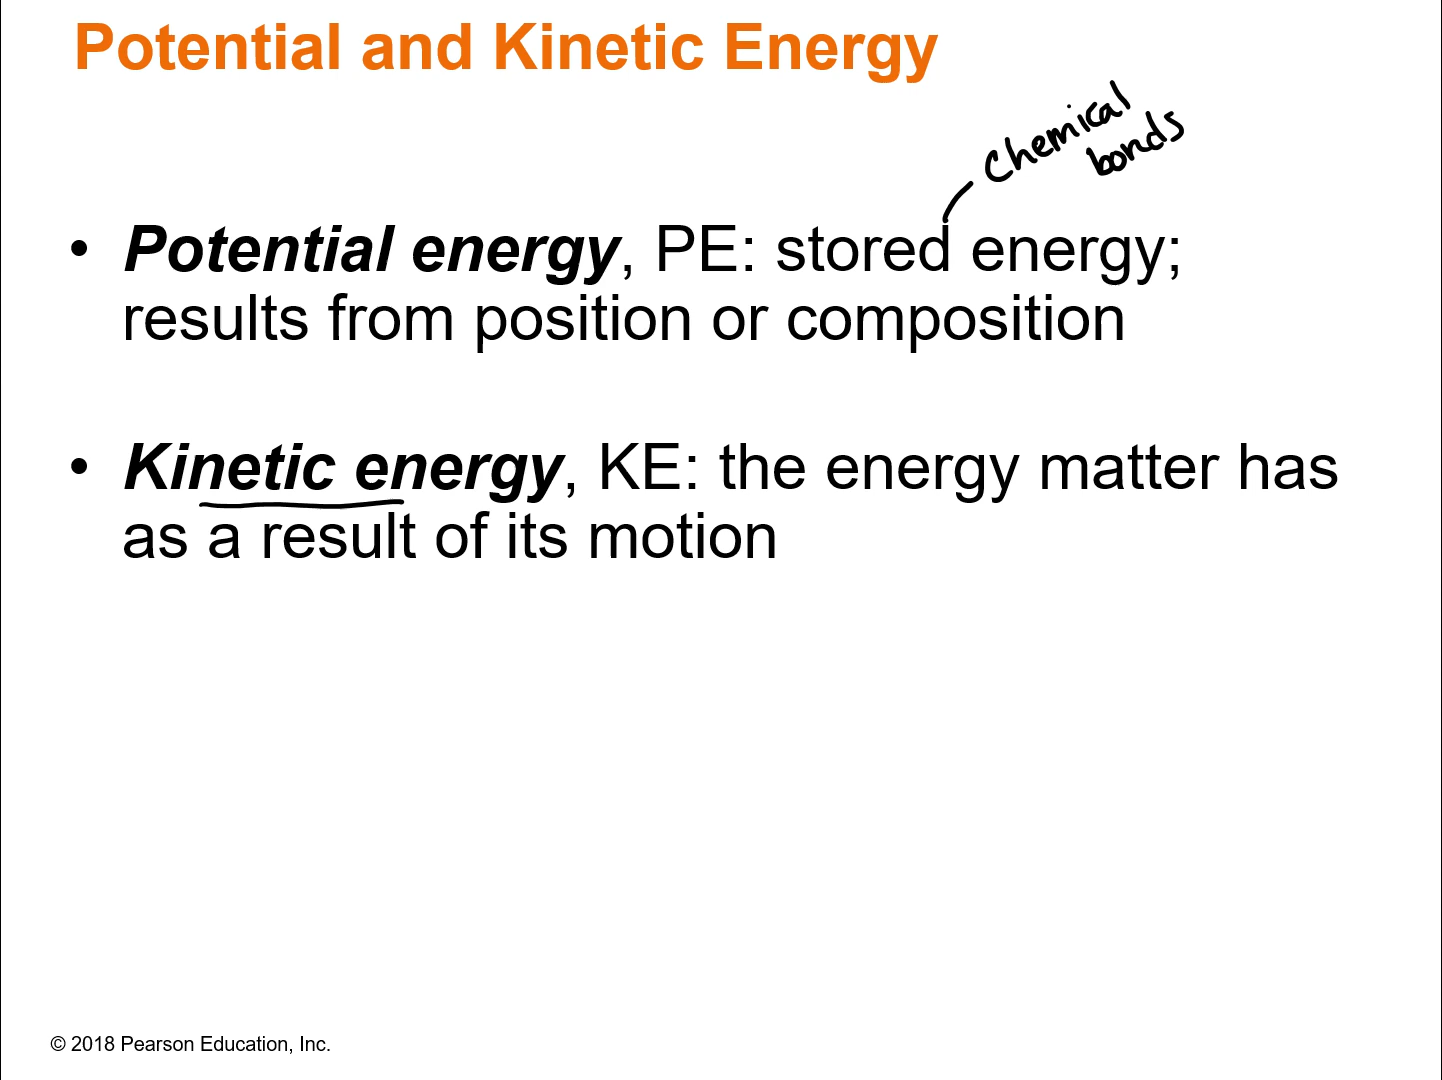 Potential and Kinetic Energy
Chemical
bonds
• Potential energy, PE: stored energy;
results from position or composition
• Kinetic energy, KE: the energy matter has
as a result of its motion
© 2018 Pearson Education, Inc.